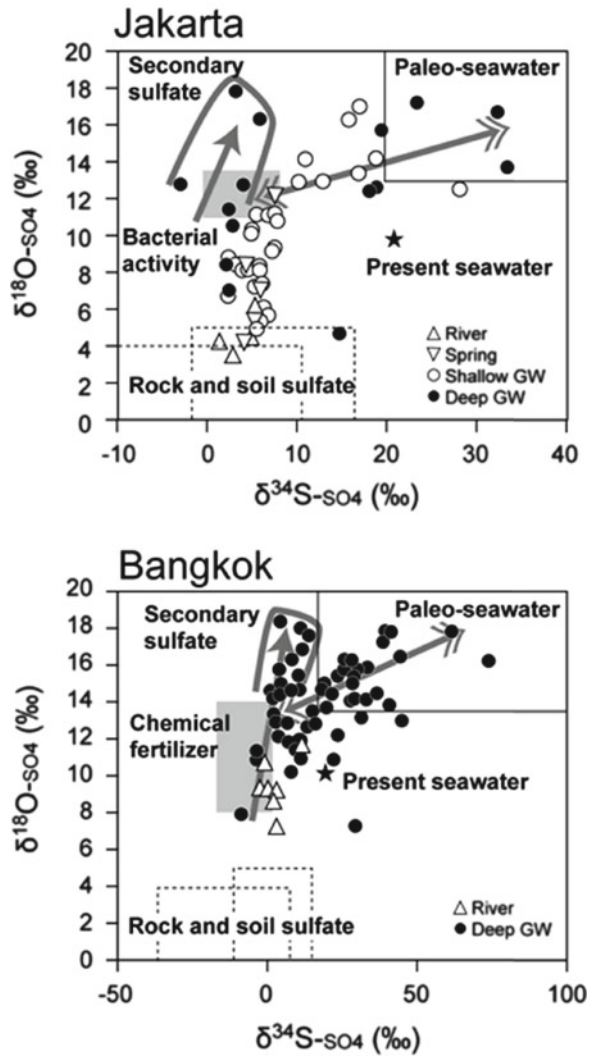 Jakarta
20
18
16
14
12
10
8
6
4
2
0
δ18O-SO4 (‰)
Secondary
sulfate
Paleo-seawater
Bacterial
activity
Present seawater
River
Spring
Shallow GW
Deep GW
Rock and soil sulfate
-10 0 10 20 30 40
δ34S-SO4 (‰)
Bangkok
20
18
16
14
12
10
8
6
4
2
0
δ18O-SO4 (‰)
Secondary
sulfate
Paleo-seawater
Chemical
fertilizer
Present seawater
River
Deep GW
Rock and soil sulfate
-50 0 50 100
δ34S-SO4 (‰)